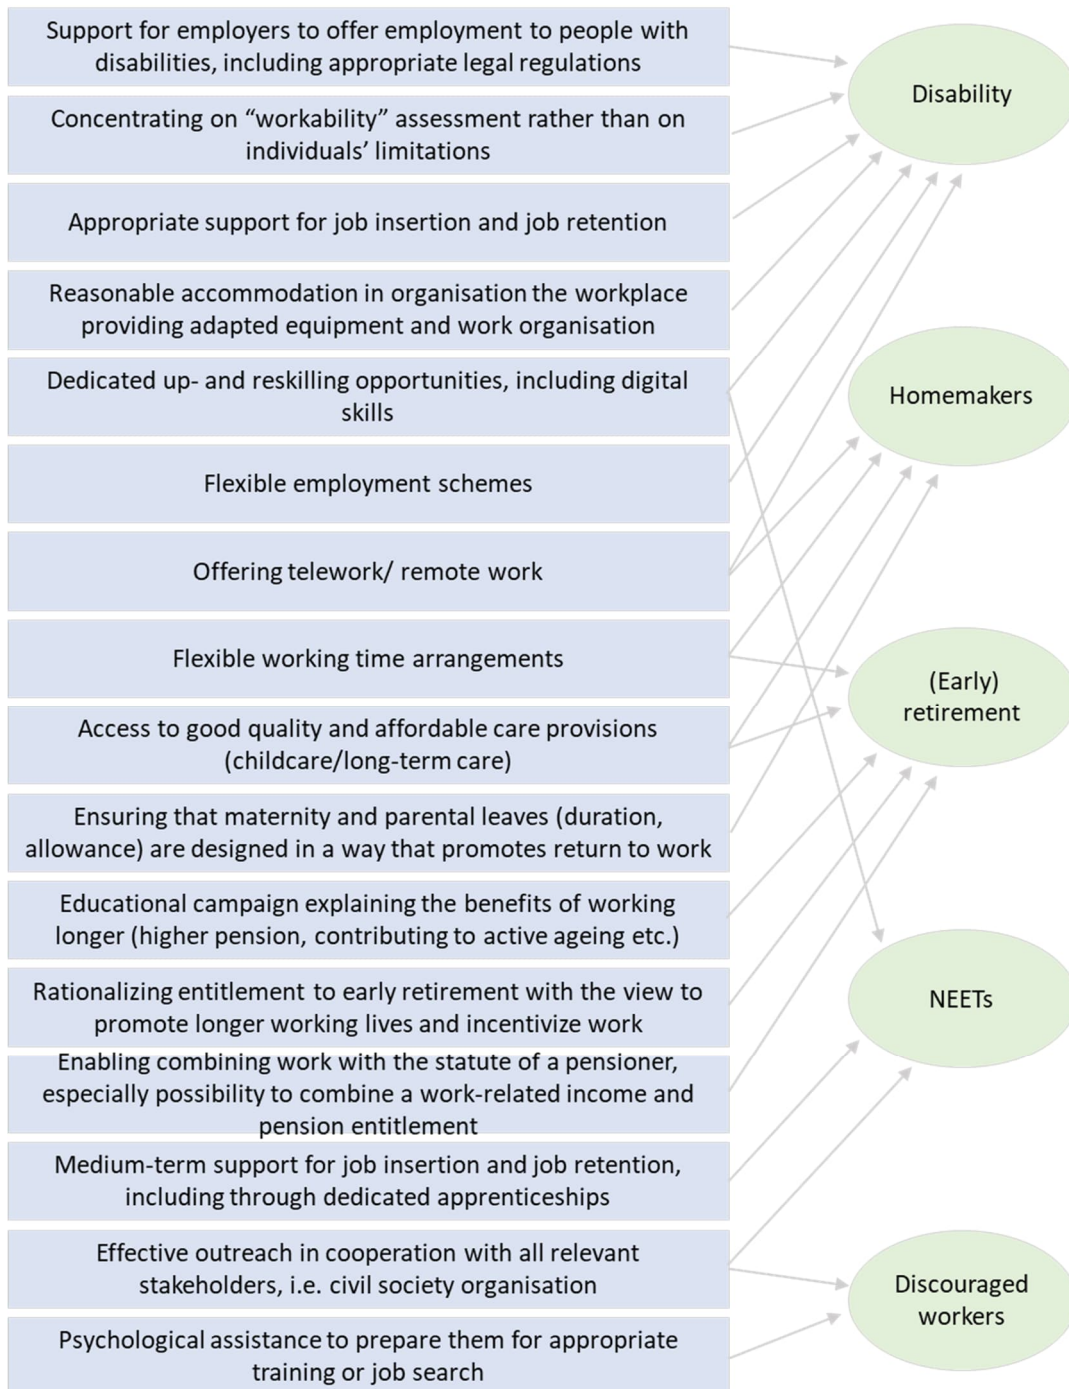 Support for employers to offer employment to people with
disabilities, including appropriate legal regulations
Concentrating on “workability” assessment rather than on
individuals’ limitations
Appropriate support for job insertion and job retention
Reasonable accommodation in organisation the workplace
providing adapted equipment and work organisation
Dedicated up- and reskilling opportunities, including digital
skills
Flexible employment schemes
Offering telework/ remote work
Flexible working time arrangements
Access to good quality and affordable care provisions
(childcare/long-term care)
Ensuring that maternity and parental leaves (duration,
allowance) are designed in a way that promotes return to work
Educational campaign explaining the benefits of working
longer (higher pension, contributing to active ageing etc.)
Rationalizing entitlement to early retirement with the view to
promote longer working lives and incentivize work
Enabling combining work with the statute of a pensioner,
especially possibility to combine a work-related income and
pension entitlement
Medium-term support for job insertion and job retention,
including through dedicated apprenticeships
Effective outreach in cooperation with all relevant
stakeholders, i.e. civil society organisation
Psychological assistance to prepare them for appropriate
training or job search
Disability
Homemakers
(Early)
retirement
NEETs
Discouraged
workers